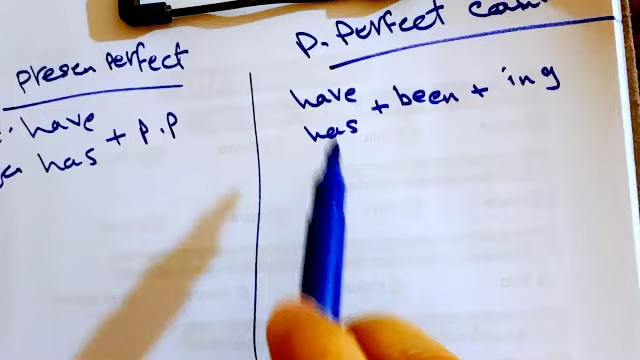 Presen Perfect
have
has + P.P
P. Perfect
have
has + been + ing